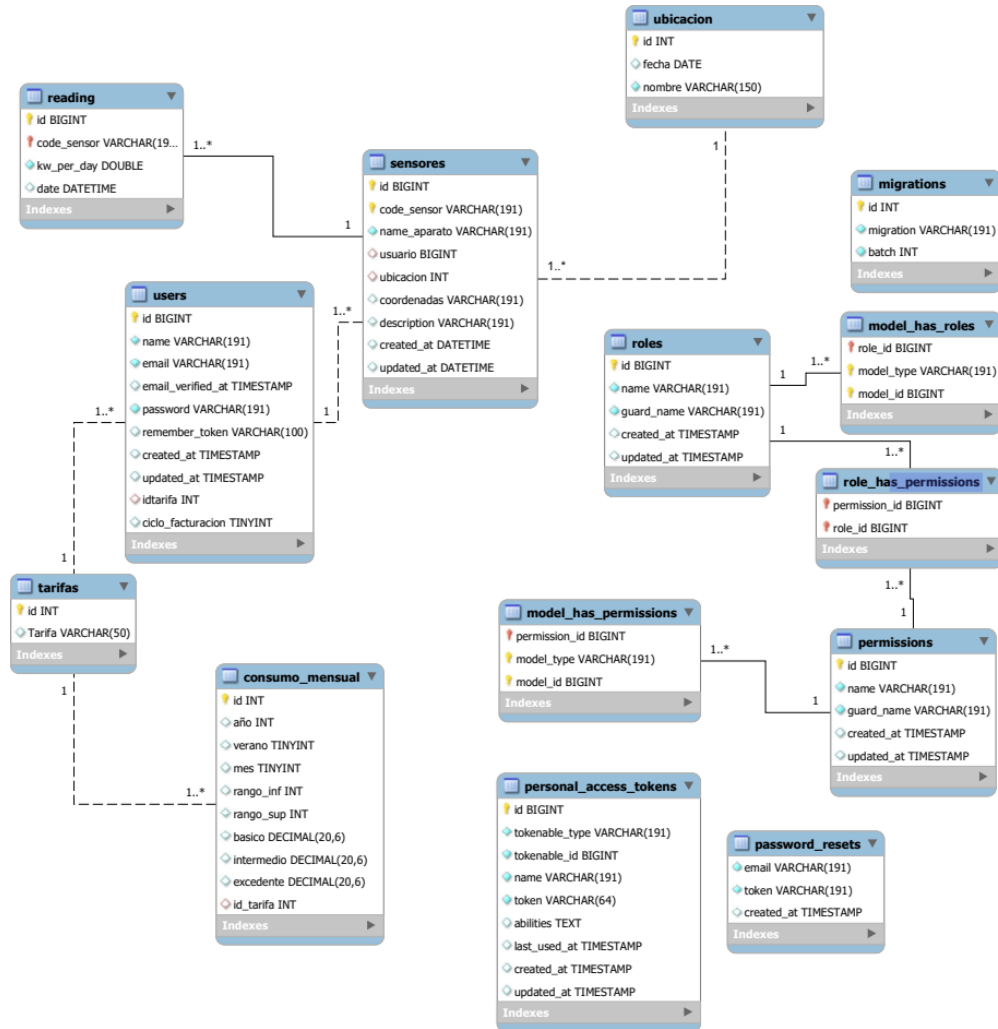 ubicacion
id INT
fecha DATE
nombre VARCHAR(150)
Indexes
1
reading
id BIGINT
code_sensor VARCHAR(19...
kw_per_day DOUBLE
date DATETIME
Indexes
1..*
1
sensores
id BIGINT
code_sensor VARCHAR(191)
name_aparato VARCHAR(191)
usuario BIGINT
ubicacion INT
coordenadas VARCHAR(191)
description VARCHAR(191)
created_at DATETIME
updated_at DATETIME
Indexes
1..*
1..*
migrations
id INT
migration VARCHAR(191)
batch INT
Indexes
users
id BIGINT
name VARCHAR(191)
email VARCHAR(191)
email_verified_at TIMESTAMP
password VARCHAR(191)
remember_token VARCHAR(100)
created_at TIMESTAMP
updated_at TIMESTAMP
idtarifa INT
ciclo_facturacion TINYINT
Indexes
1
1..*
1
roles
id BIGINT
name VARCHAR(191)
guard_name VARCHAR(191)
created_at TIMESTAMP
updated_at TIMESTAMP
Indexes
1
1..*
1
1..*
model_has_roles
role_id BIGINT
model_type VARCHAR(191)
model_id BIGINT
Indexes
role_has_permissions
permission_id BIGINT
role_id BIGINT
Indexes
1..*
1
tarifas
id INT
Tarifa VARCHAR(50)
Indexes
1
1..*
model_has_permissions
permission_id BIGINT
model_type VARCHAR(191)
model_id BIGINT
Indexes
1..*
1
permissions
id BIGINT
name VARCHAR(191)
guard_name VARCHAR(191)
created_at TIMESTAMP
updated_at TIMESTAMP
Indexes
consumo_mensual
id INT
año INT
verano TINYINT
mes TINYINT
rango_inf INT
rango_sup INT
basico DECIMAL(20,6)
intermedio DECIMAL(20,6)
excedente DECIMAL(20,6)
id_tarifa INT
Indexes
personal_access_tokens
id BIGINT
tokenable_type VARCHAR(191)
tokenable_id BIGINT
name VARCHAR(191)
token VARCHAR(64)
abilities TEXT
last_used_at TIMESTAMP
created_at TIMESTAMP
updated_at TIMESTAMP
Indexes
password_resets
email VARCHAR(191)
token VARCHAR(191)
created_at TIMESTAMP
Indexes